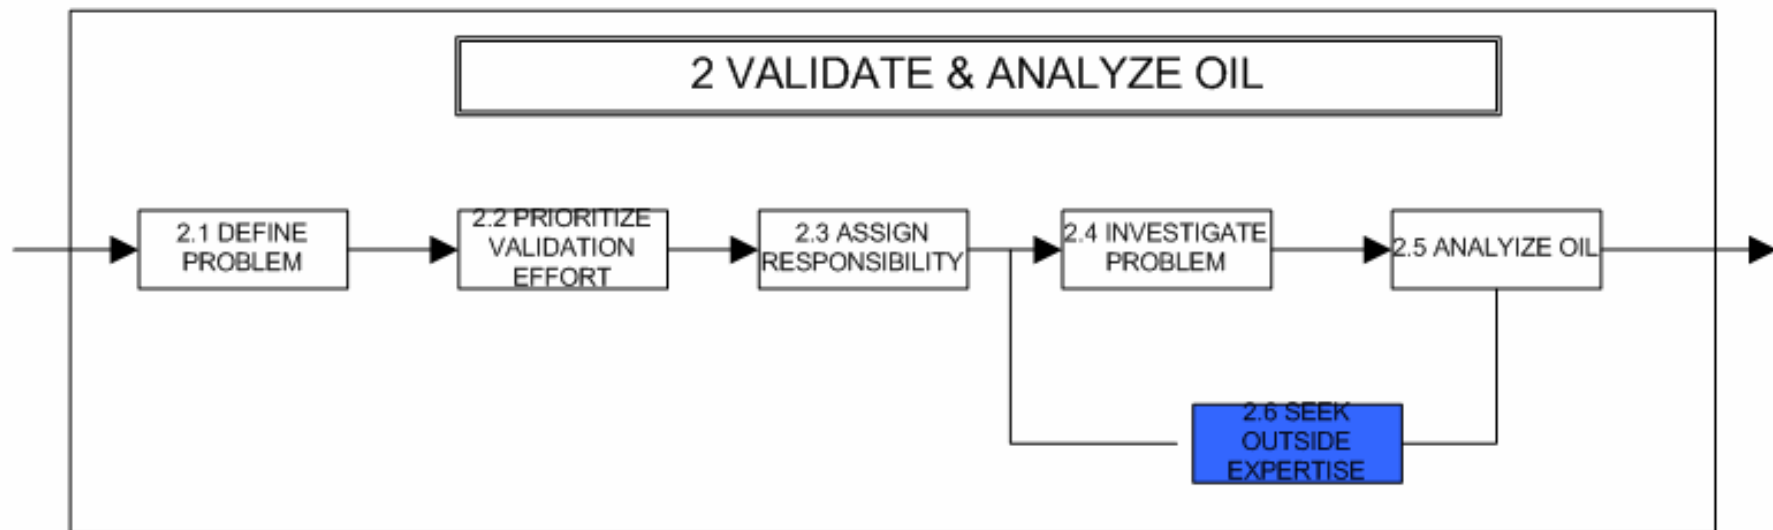 2 VALIDATE & ANALYZE OIL
2.1 DEFINE
PROBLEM
2.2 PRIORITIZE
VALIDATION
EFFORT
2.3 ASSIGN
RESPONSIBILITY
2.4 INVESTIGATE
PROBLEM
2.5 ANALYIZE OIL
2.6 SEEK
OUTSIDE
EXPERTISE